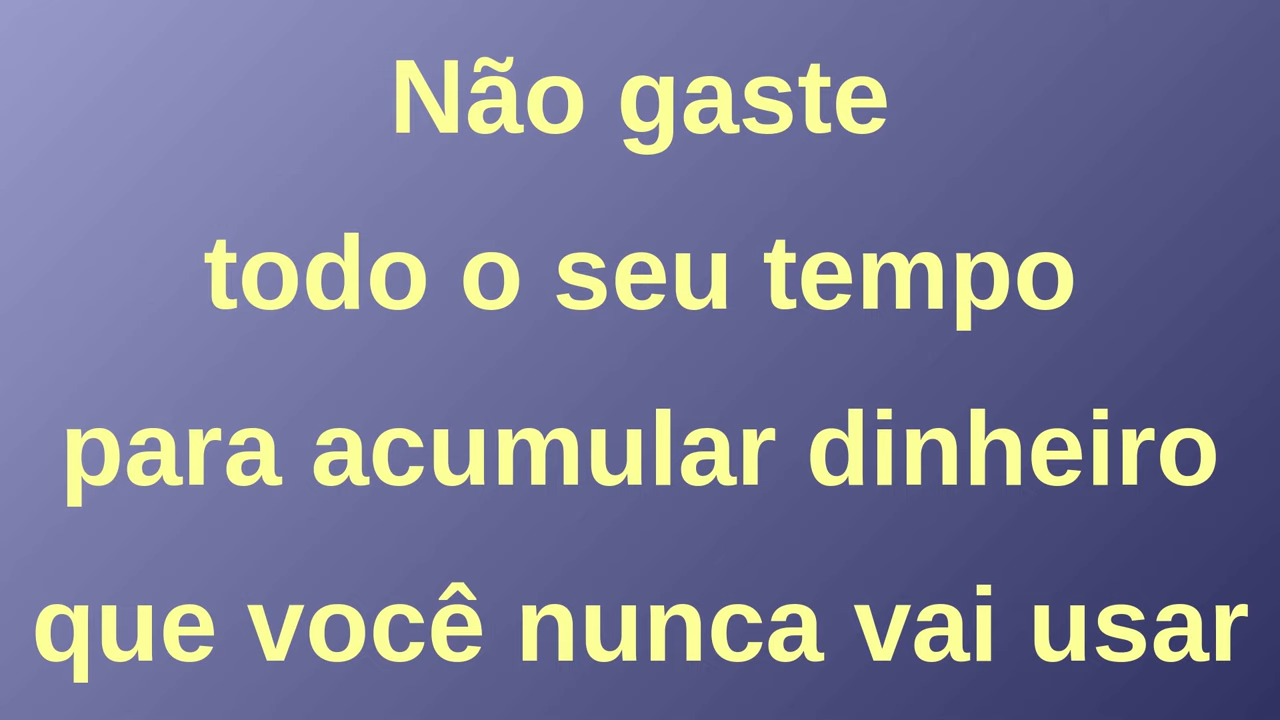 Não gaste
todo o seu tempo
para acumular dinheiro
que você nunca vai usar